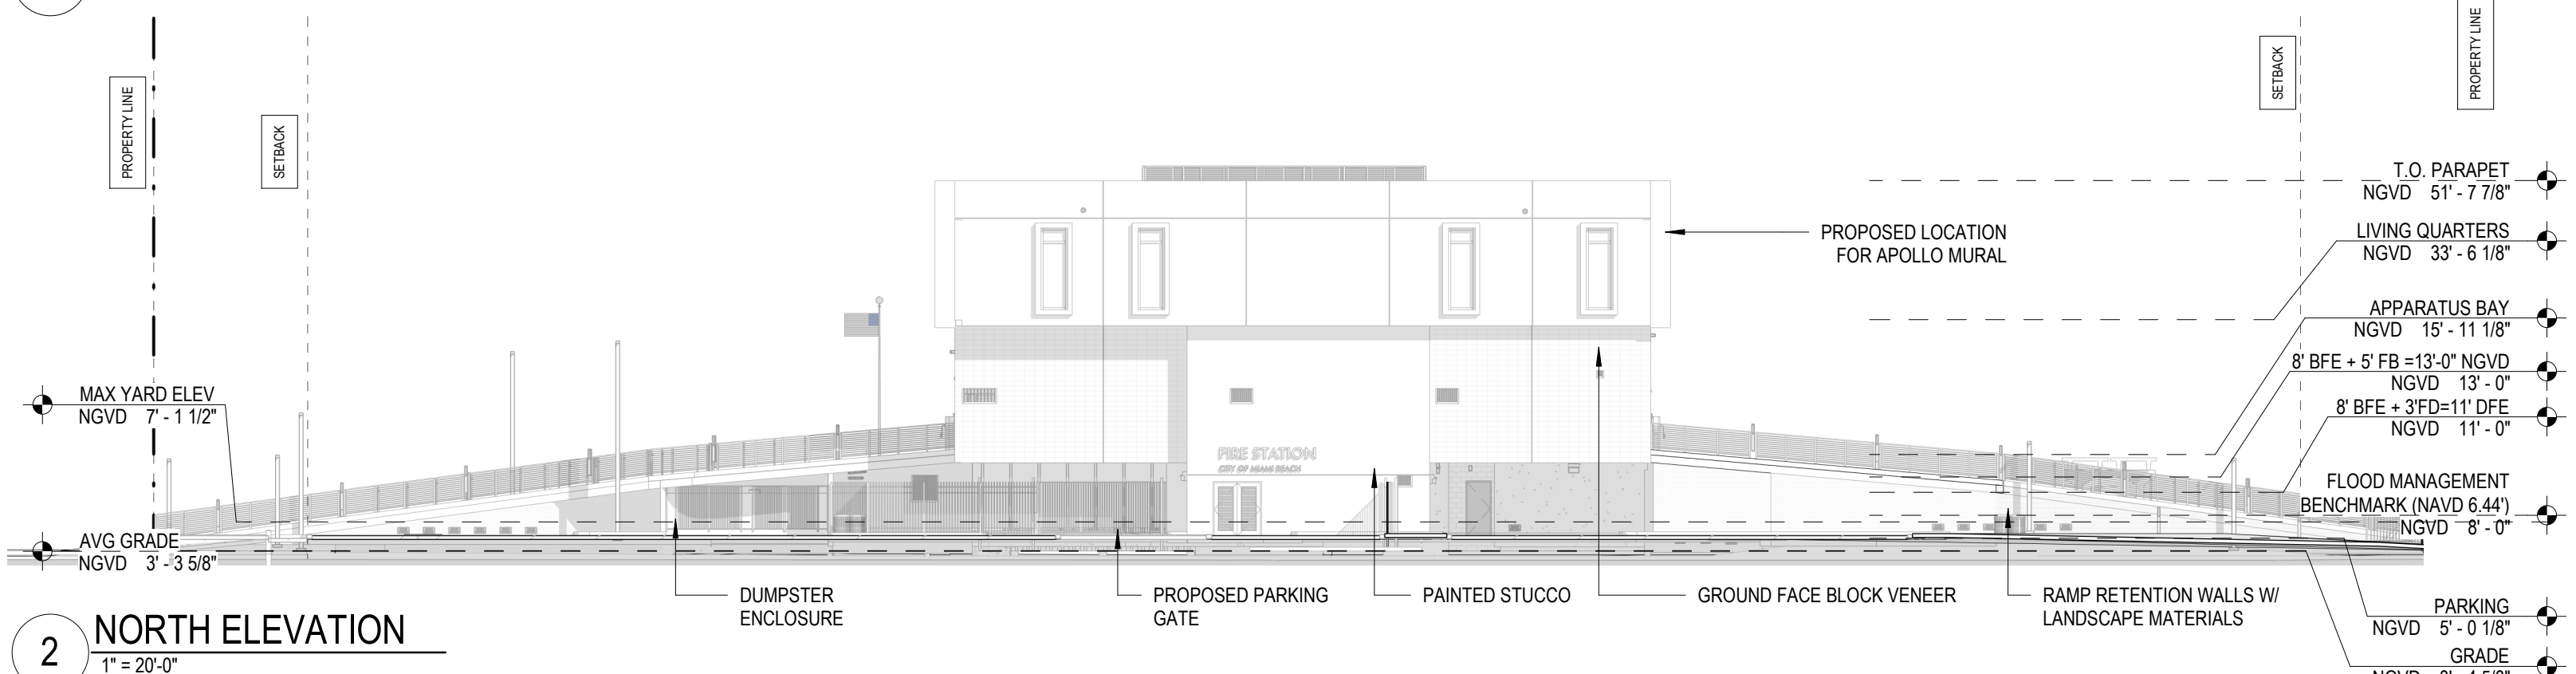 PROPERTY LINE
SETBACK
SETBACK
PROPERTY LINE
T.O. PARAPET
NGVD 51' - 7 7/8"
PROPOSED LOCATION
FOR APOLLO MURAL
LIVING QUARTERS
NGVD 33' - 6 1/8"
APPARATUS BAY
NGVD 15' - 11 1/8"
8' BFE + 5' FB =13'-0" NGVD
NGVD 13' - 0"
8' BFE + 3'FD=11' DFE
NGVD 11' - 0"
MAX YARD ELEV
NGVD 7' - 1 1/2"
FIRE STATION
CITY OF MIAMI BEACH
FLOOD MANAGEMENT
BENCHMARK (NAVD 6.44')
NGVD 8' - 0"
AVG GRADE
NGVD 3' - 3 5/8"
DUMPSTER
ENCLOSURE
PROPOSED PARKING
GATE
PAINTED STUCCO
GROUND FACE BLOCK VENEER
RAMP RETENTION WALLS W/
LANDSCAPE MATERIALS
PARKING
NGVD 5' - 0 1/8"
GRADE
2
NORTH ELEVATION
1" = 20'-0"